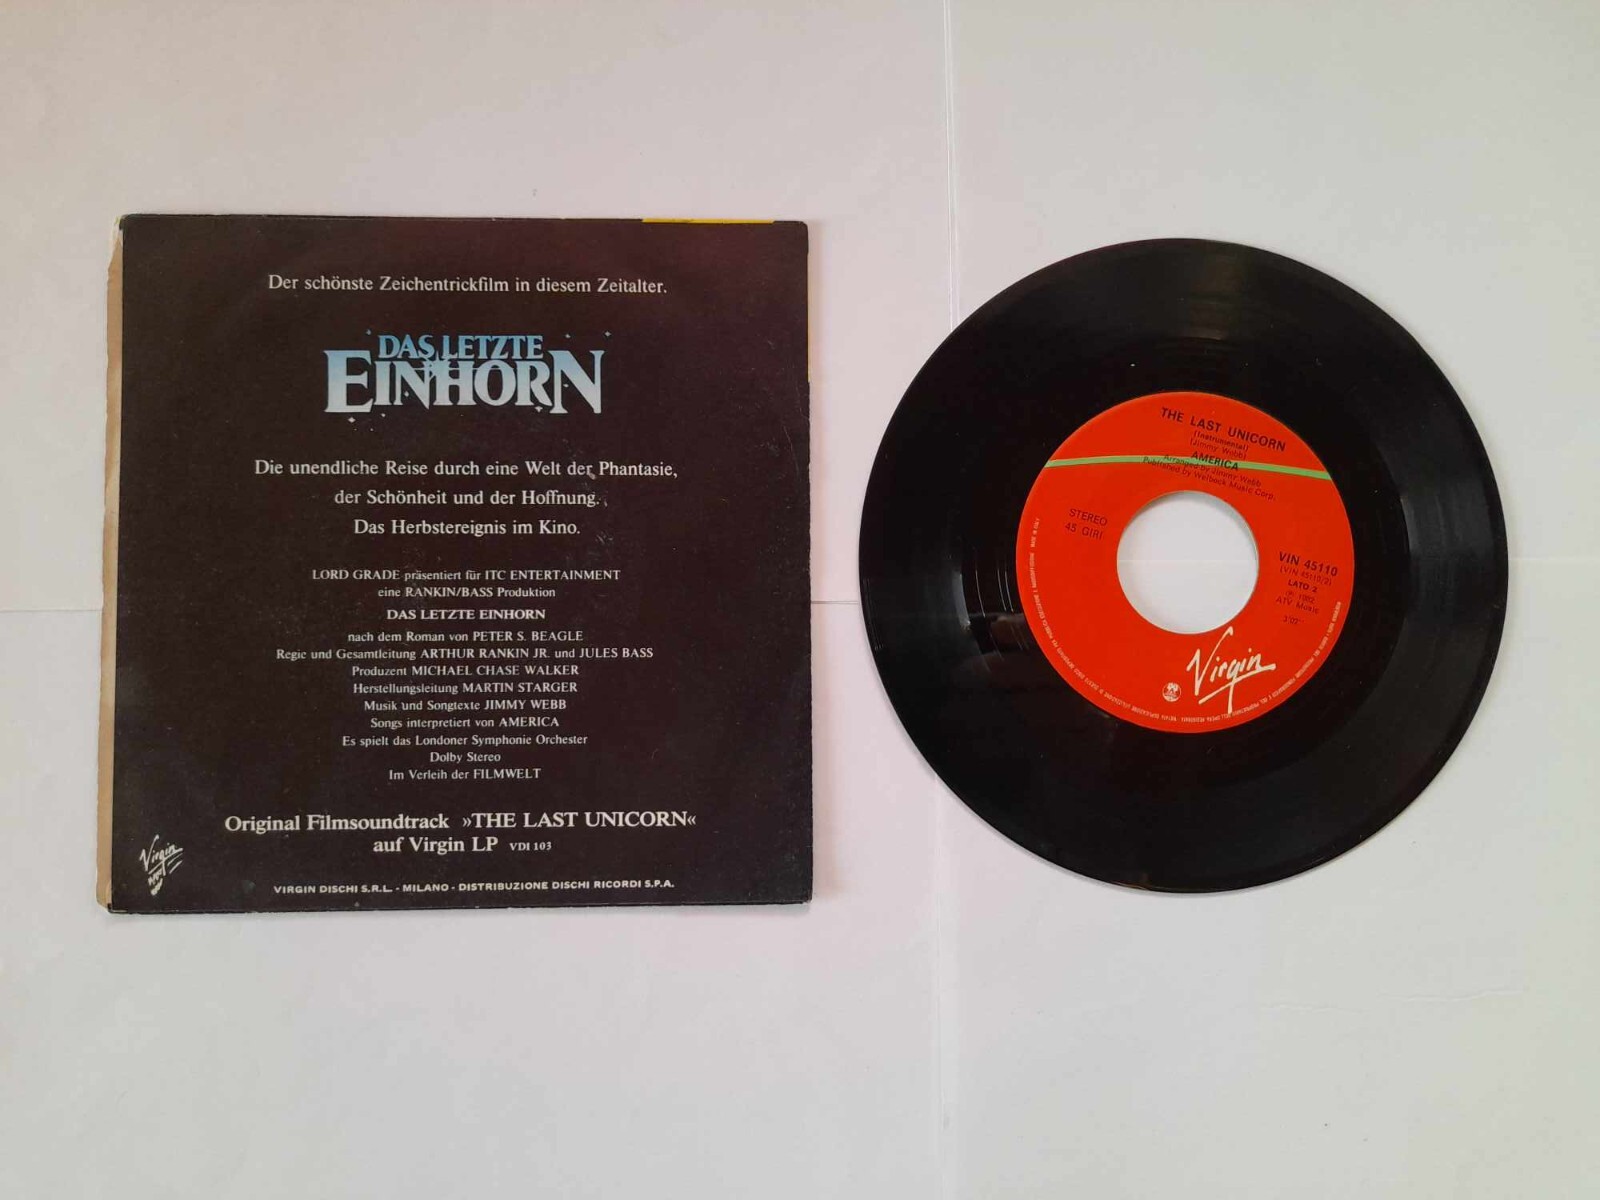 Der schönste Zeichentrickfilm in diesem Zeitalter.
DAS LETZTE
EINHORN
Die unendliche Reise durch eine Welt der Phantasie,
der Schönheit und der Hoffnung.
Das Herbstereignis im Kino.
LORD GRADE präsentiert für ITC ENTERTAINMENT
eine RANKIN/BASS Produktion
DAS LETZTE EINHORN
nach dem Roman von PETER S. BEAGLE
Regie und Gesamtleitung ARTHUR RANKIN JR. und JULES BASS
Produzent MICHAEL CHASE WALKER
Herstellungsleitung MARTIN STARGER
Musik und Songtexte JIMMY WEBB
Songs interpretiert von AMERICA
Es spielt das Londoner Symphonie Orchester
Dolby Stereo
Im Verleih der FILMWELT
Original Filmsoundtrack »THE LAST UNICORN«
auf Virgin LP VDI 103
Virgin
VIRGIN DISCHI S.R.L. - MILANO - DISTRIBUZIONE DISCHI RICORDI S.P.A.
THE LAST UNICORN
(Instrumental)
(Jimmy Webb)
AMERICA
Arranged by Jimmy Webb
Published by Welbeck Music Corp.
STEREO
45 GIRI
VIN 45110
(VIN 45110/2)
LATO 2
℗ 1982
ATV Music
3'07"
Virgin